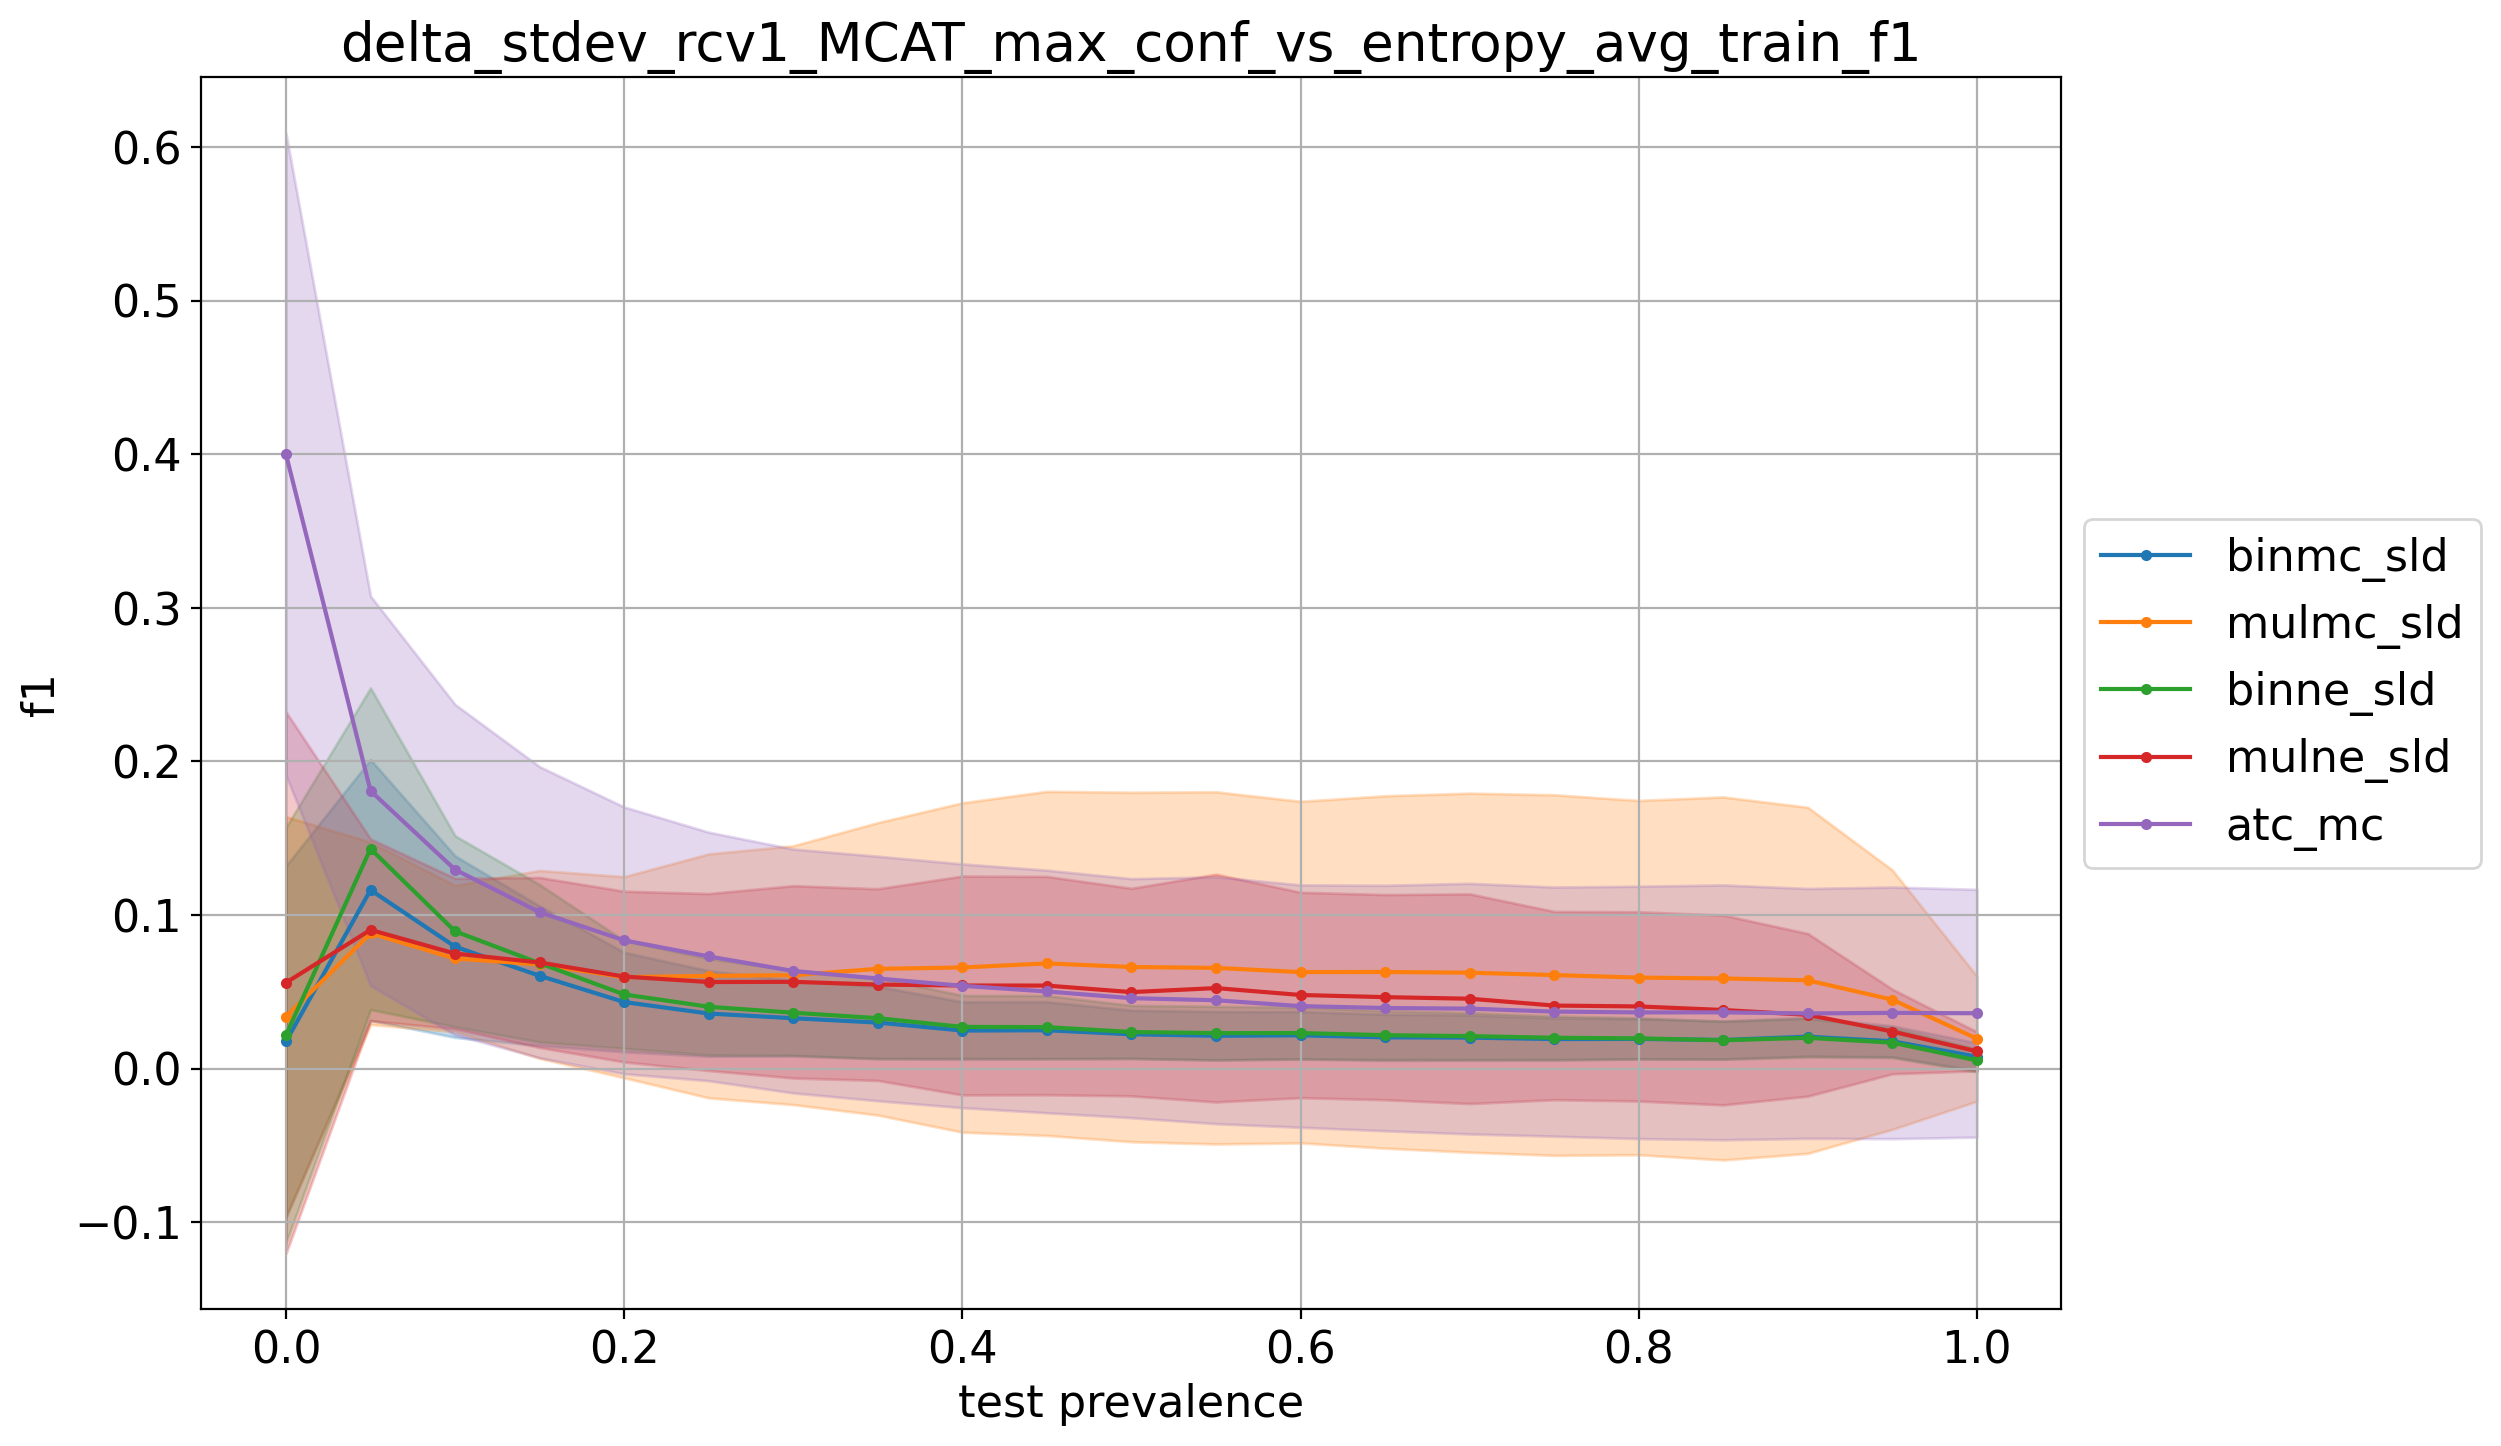 delta_stdev_rcv1_MCAT_max_conf_vs_entropy_avg_train_f1
0.6
0.5
0.4
0.3
0.2
0.1
0.0
−0.1
f1
0.0 0.2 0.4 0.6 0.8 1.0
test prevalence
binmc_sld
mulmc_sld
binne_sld
mulne_sld
atc_mc